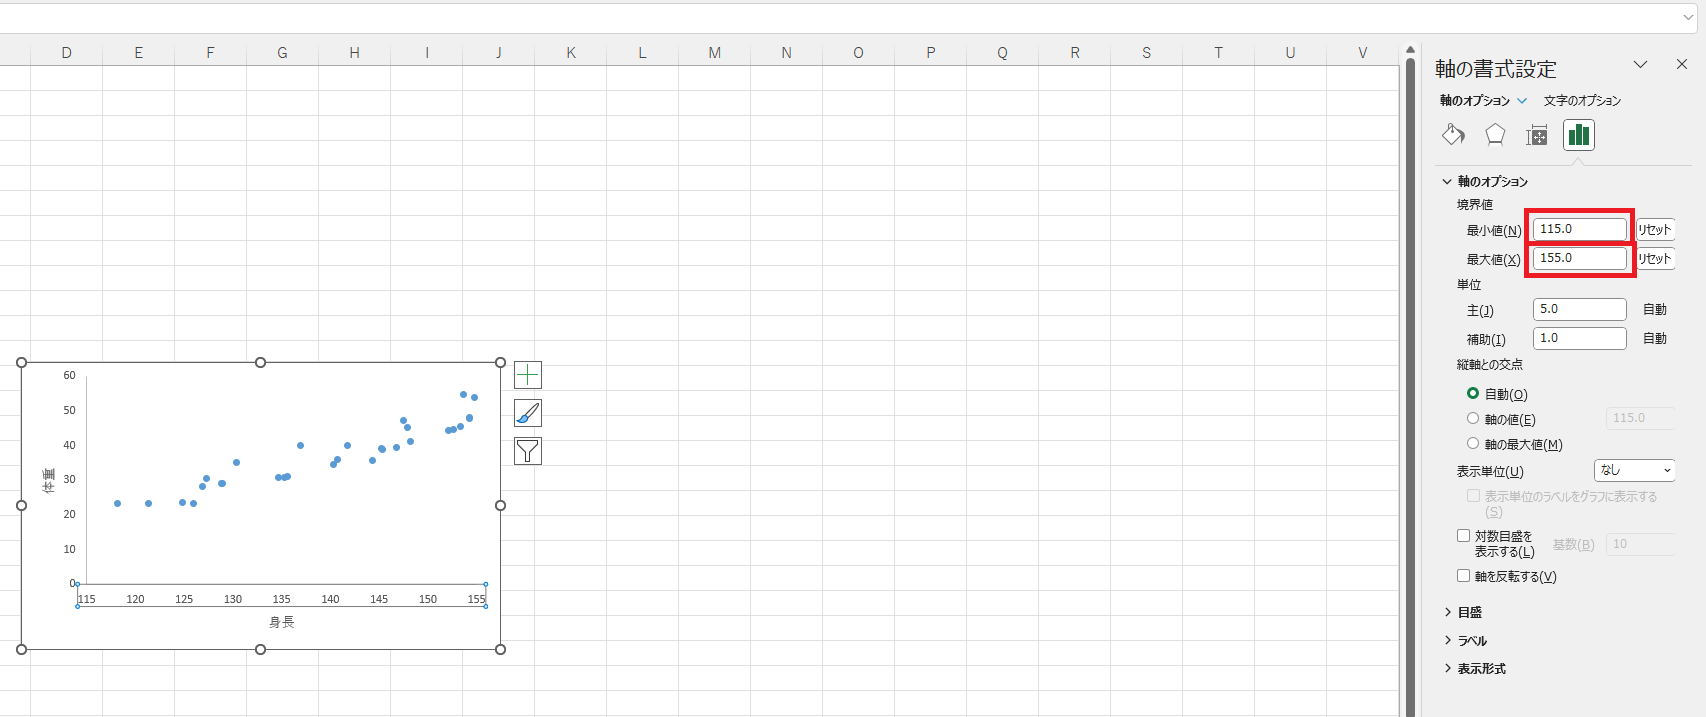 D E F G H I J K L M N O P Q R S T U V
軸の書式設定
軸のオプション 文字のオプション
軸のオプション
境界値
最小値(N) 115.0 リセット
最大値(X) 155.0 リセット
単位
主(J) 5.0 自動
補助(I) 1.0 自動
縦軸との交点
自動(O)
軸の値(E) 115.0
軸の最大値(M)
表示単位(U) なし
表示単位のラベルをグラフに表示する
(S)
対数目盛を
表示する(L) 基数(B) 10
軸を反転する(V)
目盛
ラベル
表示形式
60
50
40
30
20
10
0
体重
115 120 125 130 135 140 145 150 155
身長